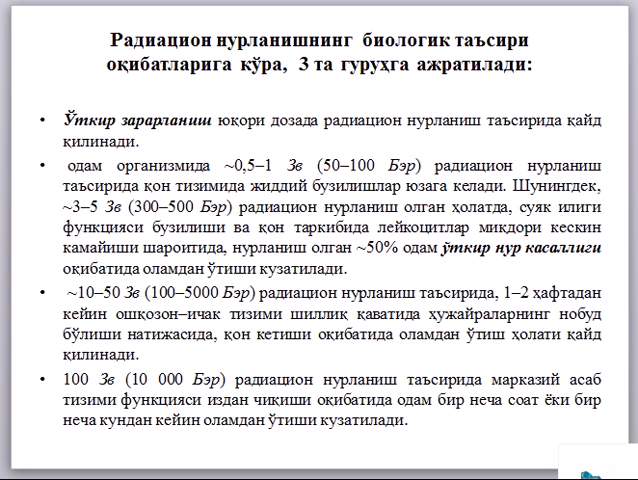 Радиацион нурланишнинг биологик таъсири
оқибатларига кўра, 3 та гуруҳга ажратилади:
• Ўткир зарарланиш юқори дозада радиацион нурланиш таъсирида қайд
қилинади.
• одам организмида ~0,5–1 Зв (50–100 Бэр) радиацион нурланиш
таъсирида қон тизимида жиддий бузилишлар юзага келади. Шунингдек,
~3–5 Зв (300–500 Бэр) радиацион нурланиш олган ҳолатда, суяк илиги
функцияси бузилиши ва қон таркибида лейкоцитлар миқдори кескин
камайиши шароитида, нурланиш олган ~50% одам ўткир нур касаллиги
оқибатида оламдан ўтиши кузатилади.
• ~10–50 Зв (100–5000 Бэр) радиацион нурланиш таъсирида, 1–2 ҳафтадан
кейин ошқозон–ичак тизими шиллиқ қаватида ҳужайраларнинг нобуд
бўлиши натижасида, қон кетиши оқибатида оламдан ўтиш ҳолати қайд
қилинади.
• 100 Зв (10 000 Бэр) радиацион нурланиш таъсирида марказий асаб
тизими функцияси издан чиқиши оқибатида одам бир неча соат ёки бир
неча кундан кейин оламдан ўтиши кузатилади.